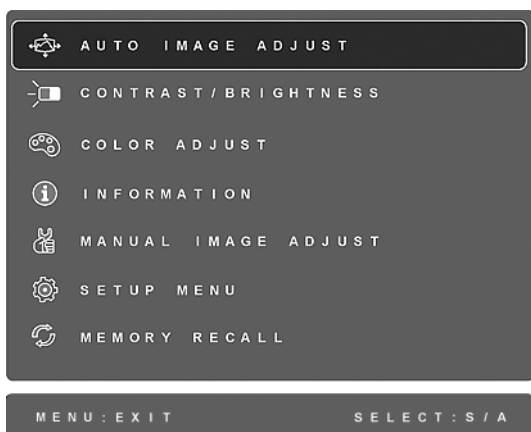 AUTO IMAGE ADJUST
CONTRAST/BRIGHTNESS
COLOR ADJUST
INFORMATION
MANUAL IMAGE ADJUST
SETUP MENU
MEMORY RECALL
MENU:EXIT SELECT:S/A